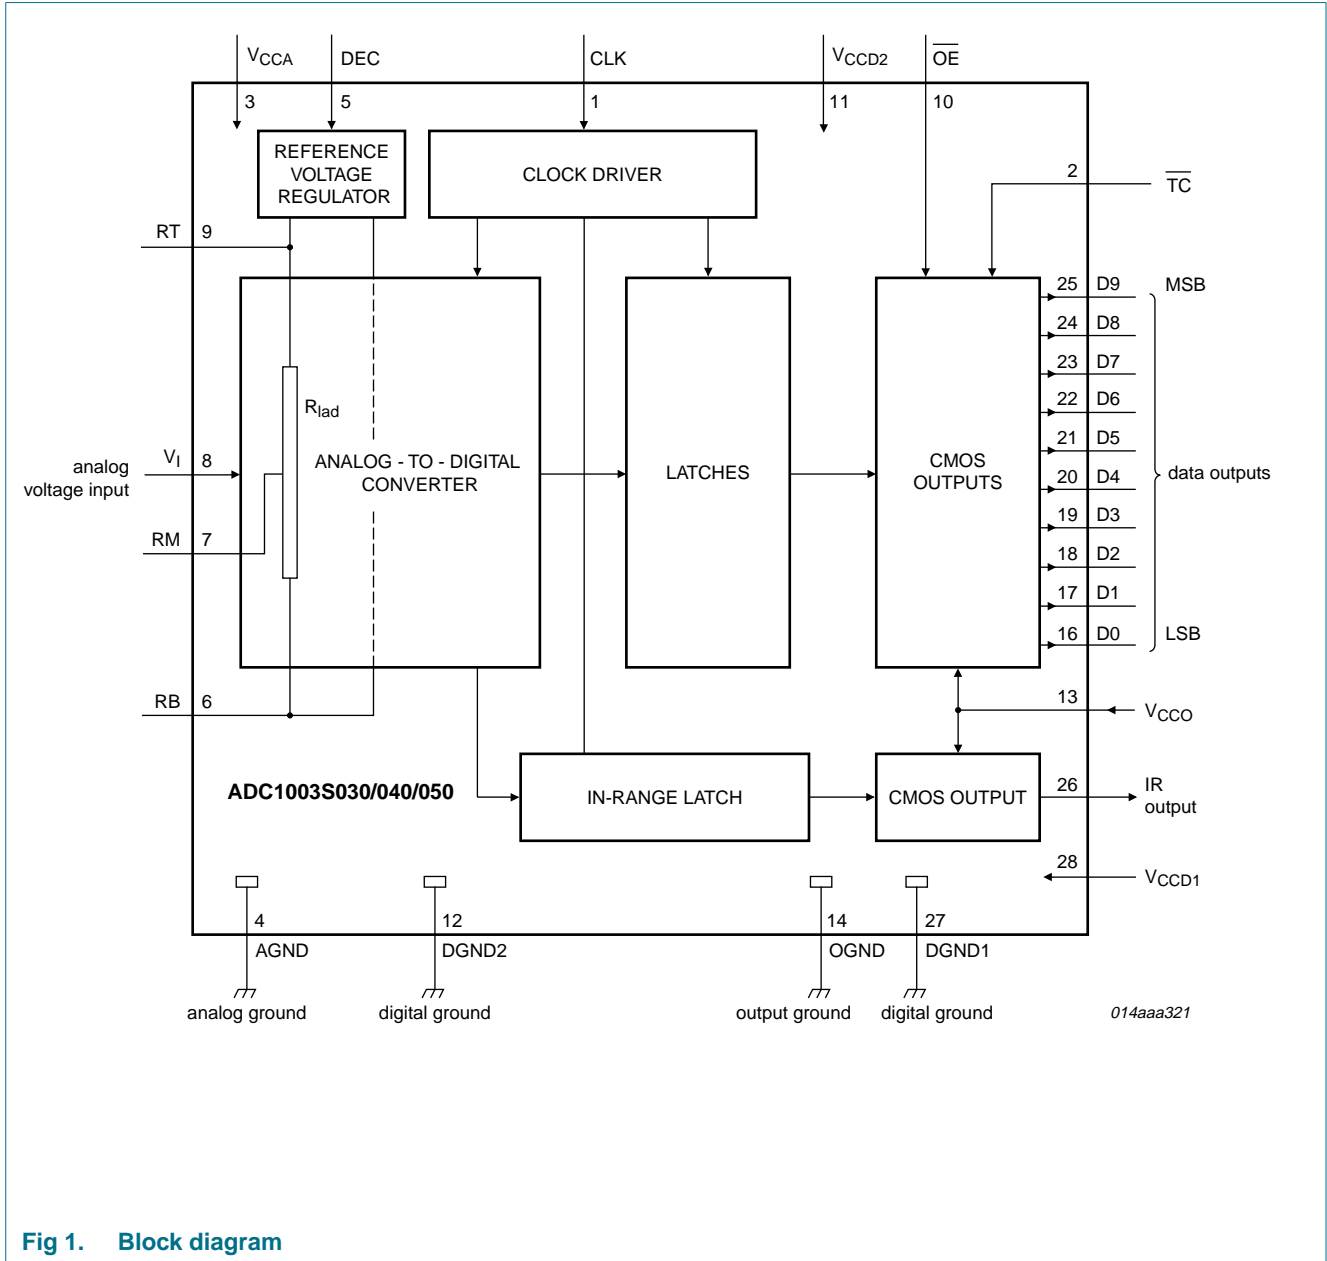 VCCA DEC CLK VCCD2 OE
3 5 1 11 10
REFERENCE
VOLTAGE
REGULATOR
CLOCK DRIVER
2 TC
RT 9
25 D9 MSB
24 D8
23 D7
22 D6
21 D5
20 D4
19 D3
18 D2
17 D1
16 D0 LSB
data outputs
Rlad
analog
voltage input
VI 8
ANALOG - TO - DIGITAL
CONVERTER
LATCHES
CMOS
OUTPUTS
RM 7
RB 6
13 VCCO
ADC1003S030/040/050
IN-RANGE LATCH
CMOS OUTPUT
26 IR
output
28 VCCD1
4 12 14 27
AGND DGND2 OGND DGND1
analog ground digital ground output ground digital ground
014aaa321
Fig 1. Block diagram